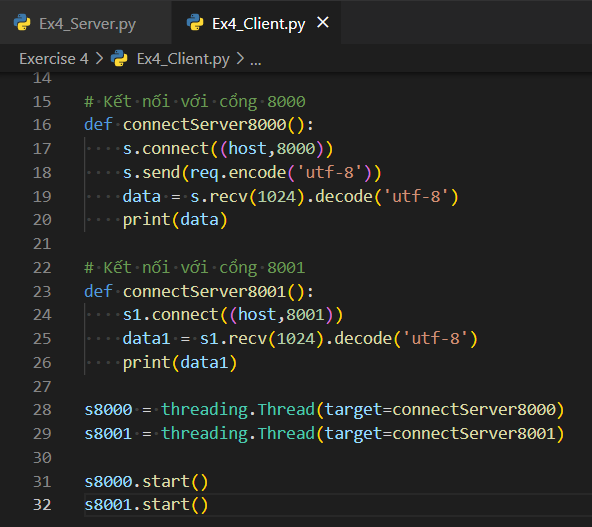 Ex4_Server.py Ex4_Client.py ×
Exercise 4 > Ex4_Client.py > ...
14
15 # Kết nối với cổng 8000
16 def connectServer8000():
17     s.connect((host,8000))
18     s.send(req.encode('utf-8'))
19     data = s.recv(1024).decode('utf-8')
20     print(data)
21
22 # Kết nối với cổng 8001
23 def connectServer8001():
24     s1.connect((host,8001))
25     data1 = s1.recv(1024).decode('utf-8')
26     print(data1)
27
28 s8000 = threading.Thread(target=connectServer8000)
29 s8001 = threading.Thread(target=connectServer8001)
30
31 s8000.start()
32 s8001.start()